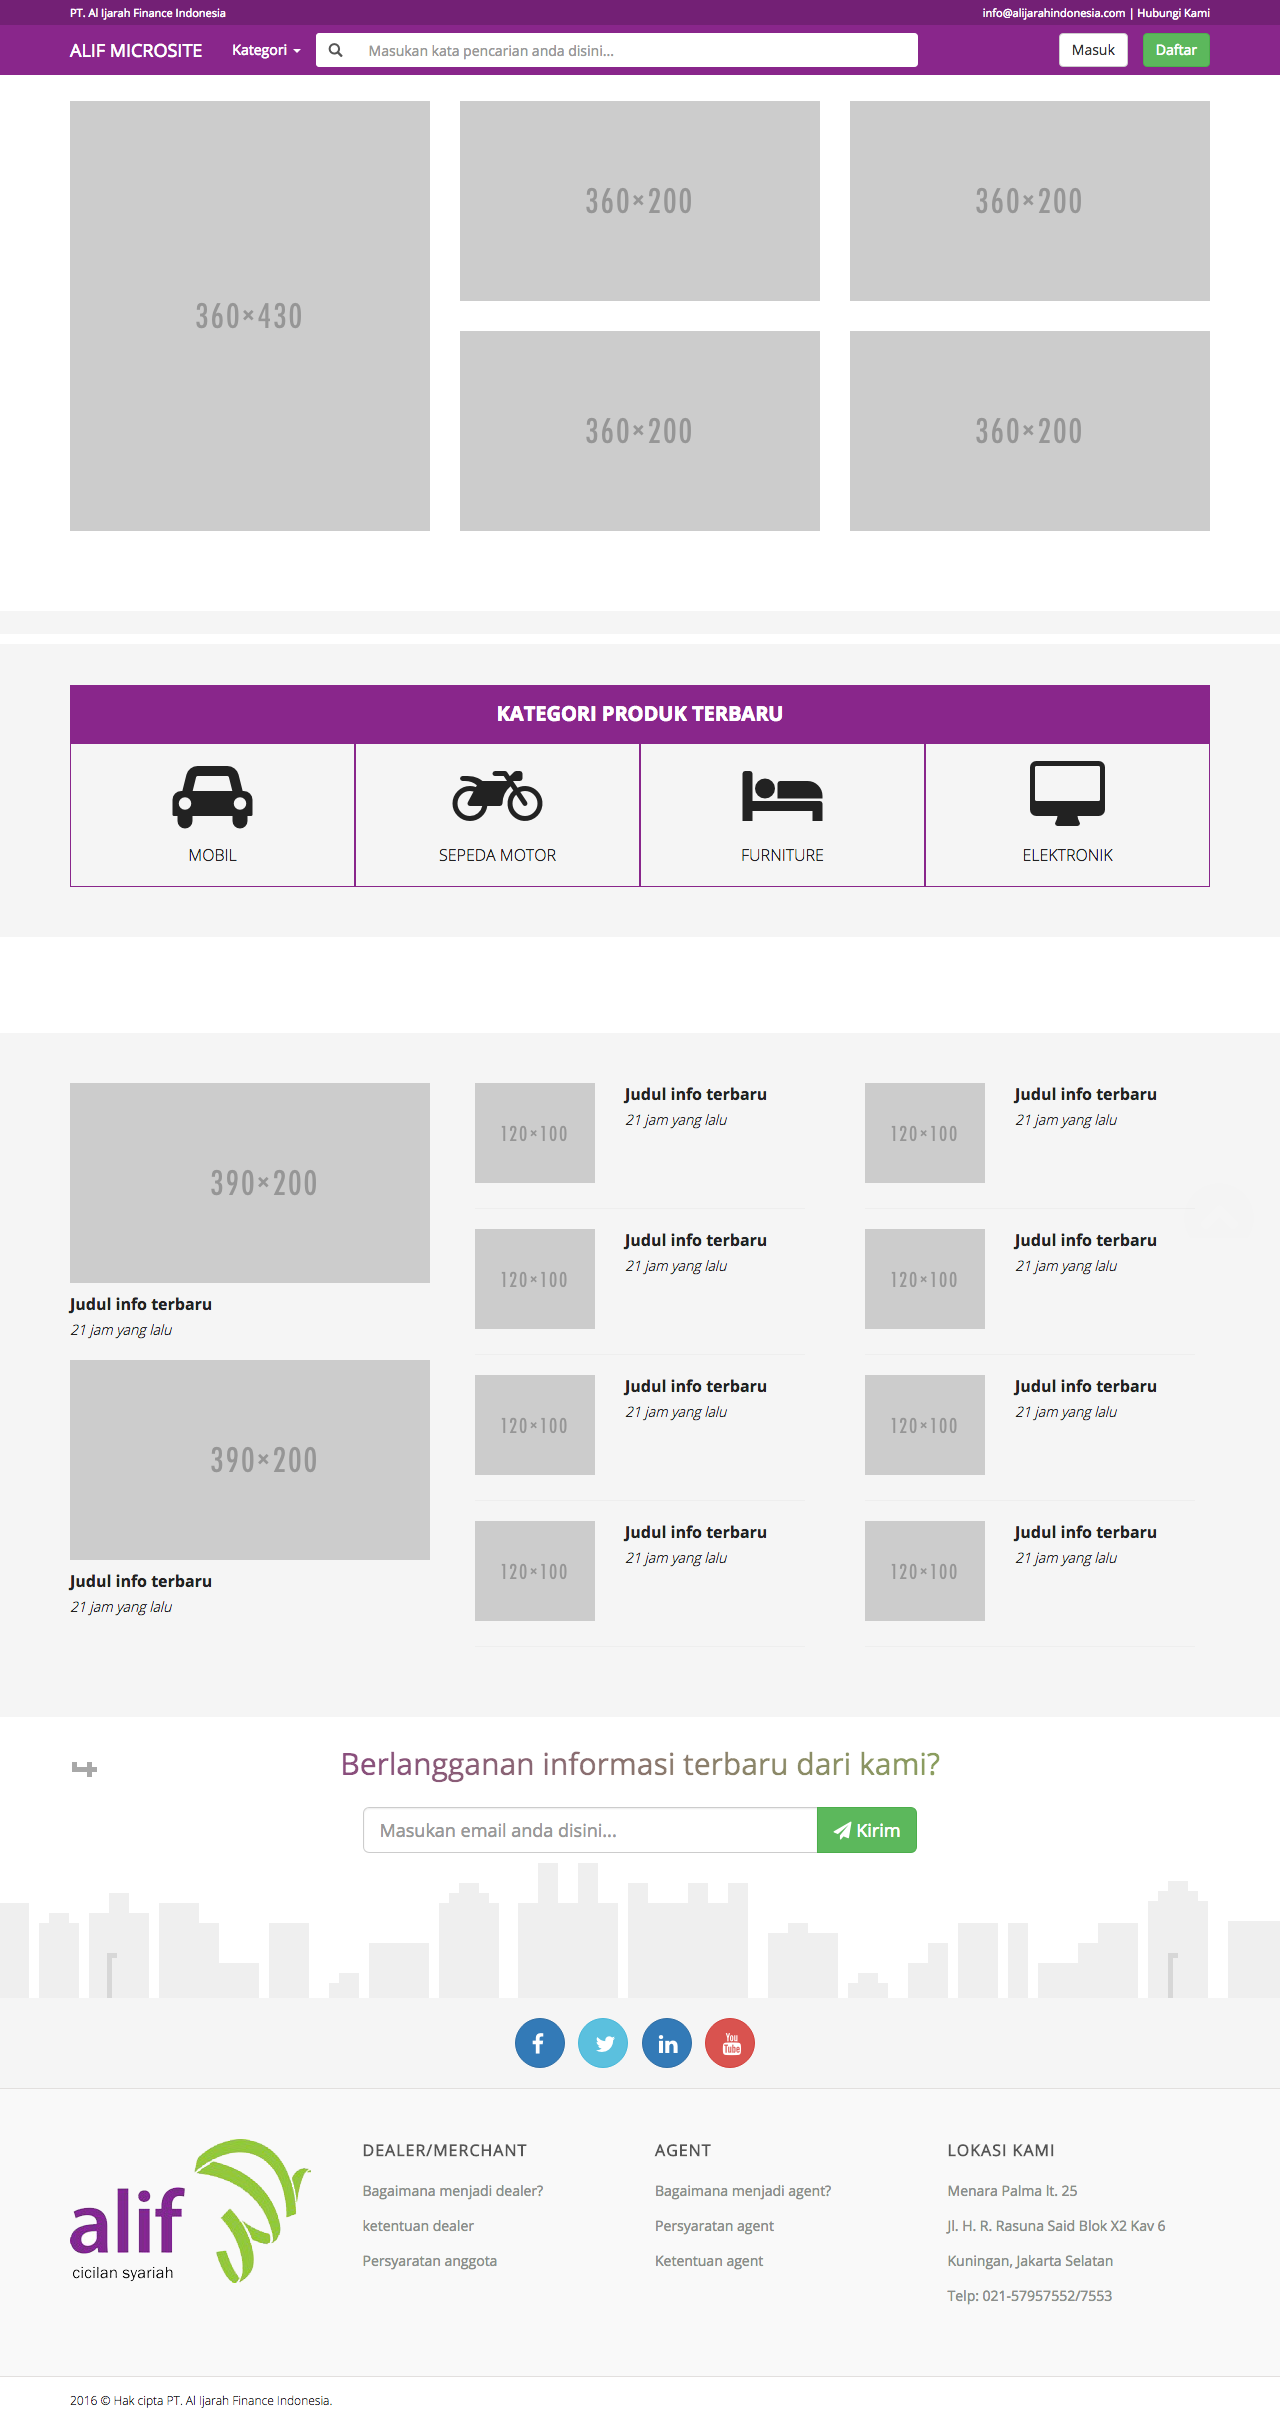 PT. Al Ijarah Finance Indonesia
info@alijarahindonesia.com | Hubungi Kami
ALIF MICROSITE
Kategori
Masukan kata pencarian anda disini...
Masuk
Daftar
360×430
360×200
360×200
360×200
360×200
KATEGORI PRODUK TERBARU
MOBIL
SEPEDA MOTOR
FURNITURE
ELEKTRONIK
390×200
Judul info terbaru
21 jam yang lalu
390×200
Judul info terbaru
21 jam yang lalu
120×100
Judul info terbaru
21 jam yang lalu
120×100
Judul info terbaru
21 jam yang lalu
120×100
Judul info terbaru
21 jam yang lalu
120×100
Judul info terbaru
21 jam yang lalu
120×100
Judul info terbaru
21 jam yang lalu
120×100
Judul info terbaru
21 jam yang lalu
120×100
Judul info terbaru
21 jam yang lalu
120×100
Judul info terbaru
21 jam yang lalu
Berlangganan informasi terbaru dari kami?
Masukan email anda disini...
Kirim
You
Tube
alif
cicilan syariah
DEALER/MERCHANT
Bagaimana menjadi dealer?
ketentuan dealer
Persyaratan anggota
AGENT
Bagaimana menjadi agent?
Persyaratan agent
Ketentuan agent
LOKASI KAMI
Menara Palma lt. 25
Jl. H. R. Rasuna Said Blok X2 Kav 6
Kuningan, Jakarta Selatan
Telp: 021-57957552/7553
2016 © Hak cipta PT. Al Ijarah Finance Indonesia.